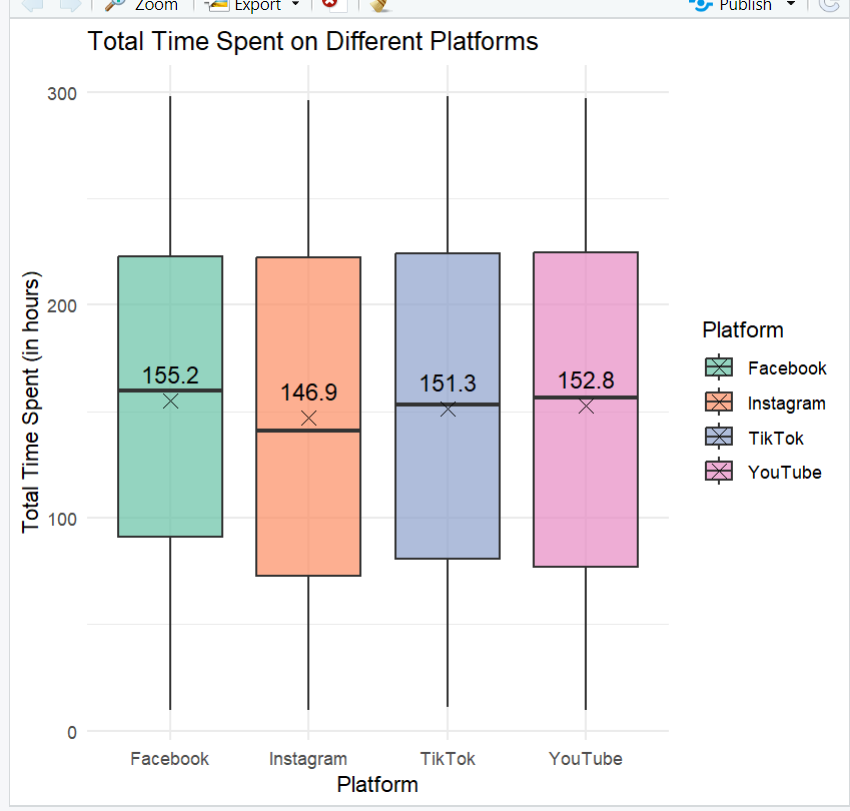 Zoom Export Publish
Total Time Spent on Different Platforms
Total Time Spent (in hours)
300
200
100
0
155.2
146.9
151.3
152.8
Facebook Instagram TikTok YouTube
Platform
Platform
Facebook
Instagram
TikTok
YouTube